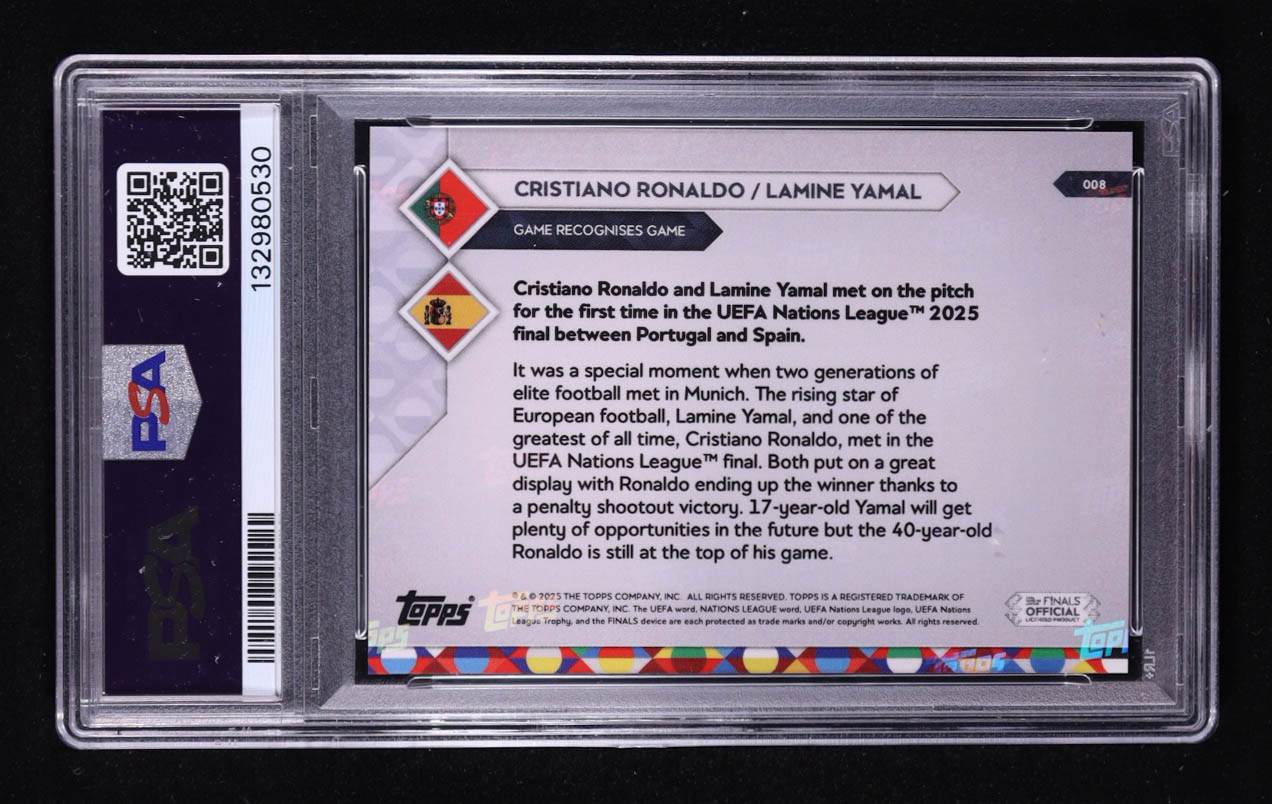 132980530
PSA
PSA
CRISTIANO RONALDO / LAMINE YAMAL
008
GAME RECOGNISES GAME
Cristiano Ronaldo and Lamine Yamal met on the pitch
for the first time in the UEFA Nations League™ 2025
final between Portugal and Spain.
It was a special moment when two generations of
elite football met in Munich. The rising star of
European football, Lamine Yamal, and one of the
greatest of all time, Cristiano Ronaldo, met in the
UEFA Nations League™ final. Both put on a great
display with Ronaldo ending up the winner thanks to
a penalty shootout victory. 17-year-old Yamal will get
plenty of opportunities in the future but the 40-year-old
Ronaldo is still at the top of his game.
Topps®
® & © 2025 THE TOPPS COMPANY, INC. ALL RIGHTS RESERVED. TOPPS IS A REGISTERED TRADEMARK OF
THE TOPPS COMPANY, INC. The UEFA word, NATIONS LEAGUE word, UEFA Nations League logo, UEFA Nations
League Trophy, and the FINALS device are each protected as trade marks and/or copyright works. All rights reserved.
FINALS
OFFICIAL
LICENSED PRODUCT
Topps
Topps
PSA
1LR+